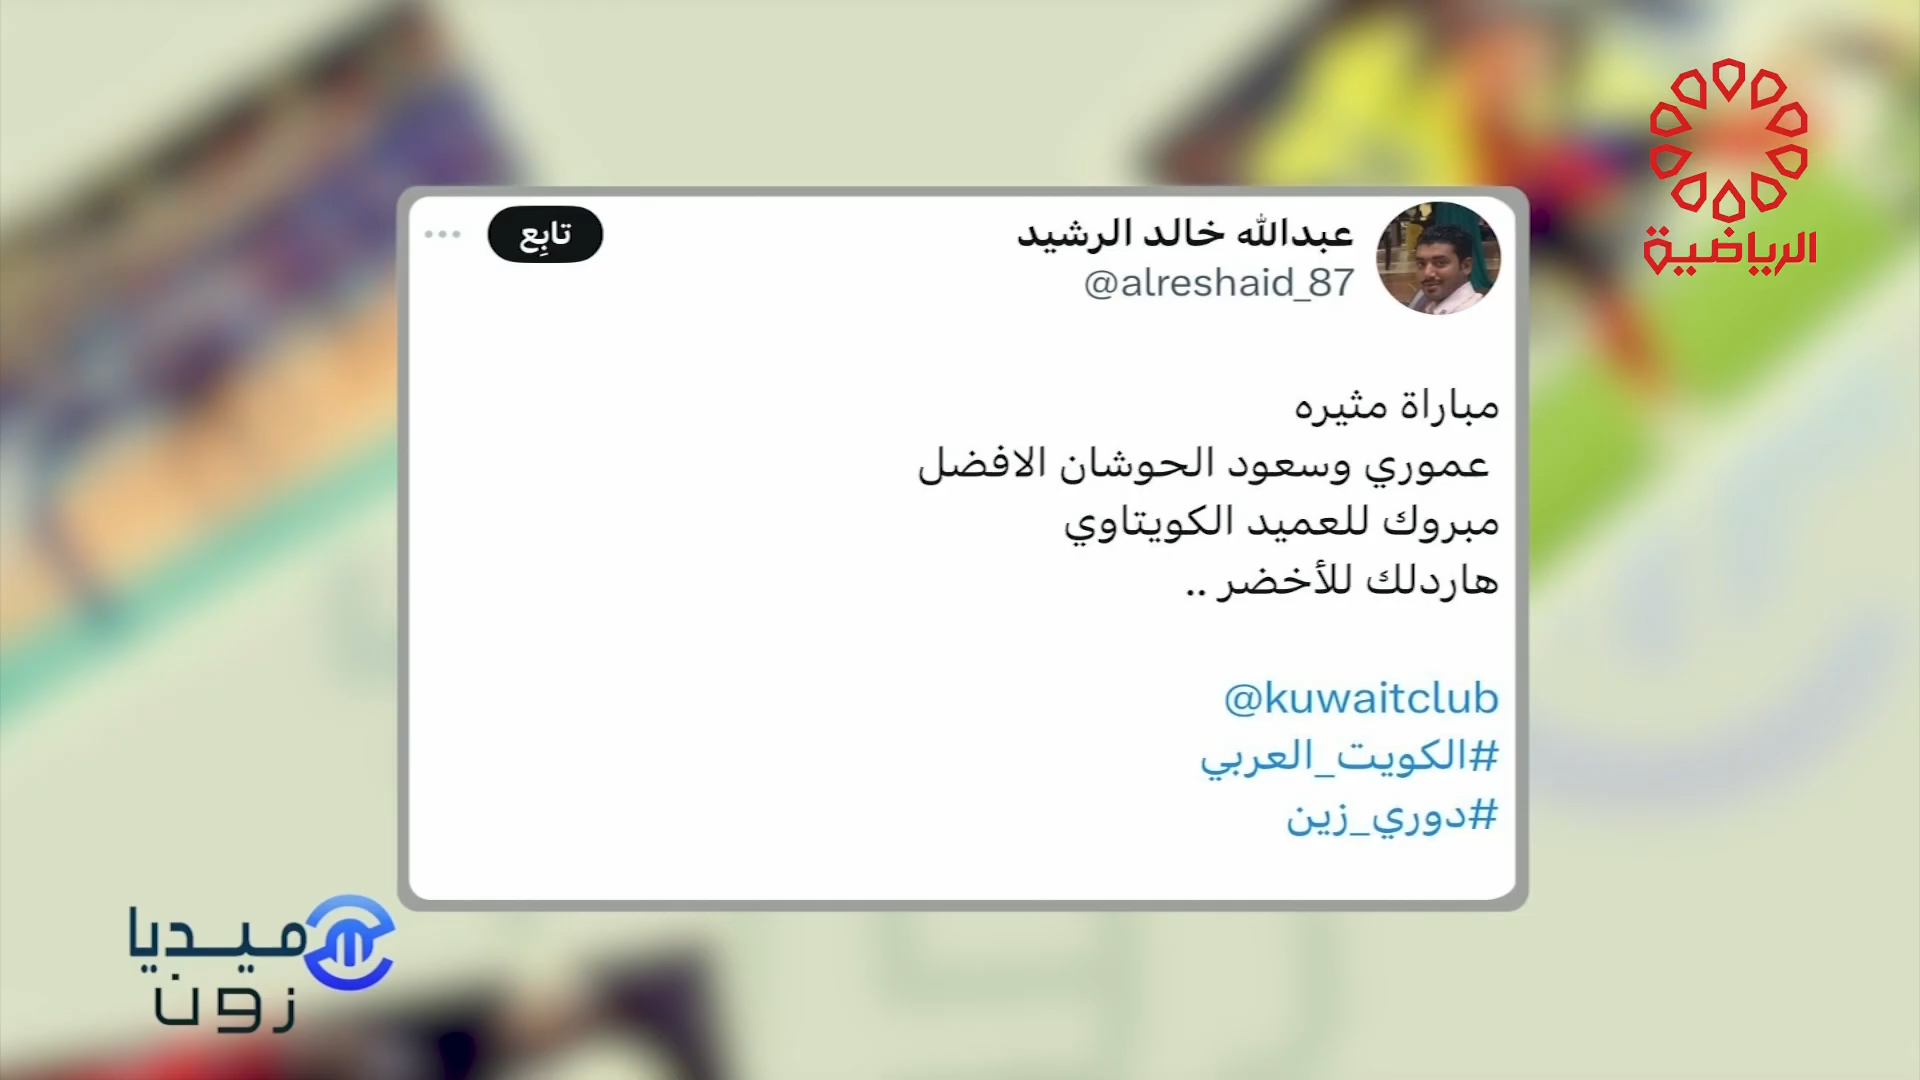 الرياضية
عبدالله خالد الرشيد
@alreshaid_87
تابِع
مباراة مثيره
عموري وسعود الحوشان الافضل
مبروك للعميد الكويتاوي
هاردلك للأخضر ..
@kuwaitclub
#الكويت_العربي
#دوري_زين
ميديا
زون